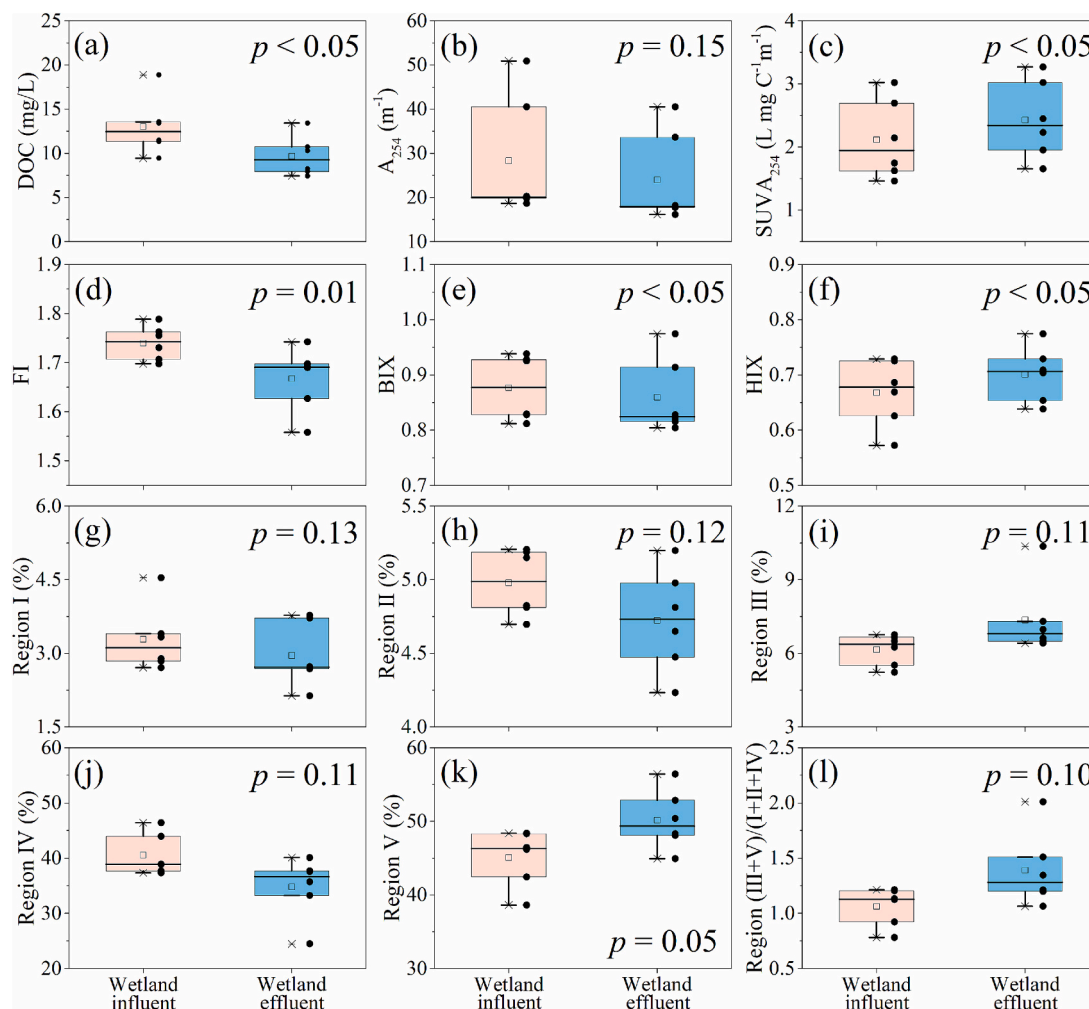 (a)
p < 0.05
DOC (mg/L)
25
20
15
10
5
0
(b)
p = 0.15
A254 (m⁻¹)
60
50
40
30
20
10
(c)
p < 0.05
SUVA254 (L mg C⁻¹m⁻¹)
4
3
2
1
(d)
p = 0.01
FI
1.9
1.8
1.7
1.6
1.5
(e)
p < 0.05
BIX
1.1
1.0
0.9
0.8
0.7
(f)
p < 0.05
HIX
0.9
0.8
0.7
0.6
0.5
(g)
p = 0.13
Region I (%)
6.0
4.5
3.0
1.5
(h)
p = 0.12
Region II (%)
5.5
5.0
4.5
4.0
(i)
p = 0.11
Region III (%)
12
9
6
3
(j)
p = 0.11
Region IV (%)
60
50
40
30
20
Wetland
influent
Wetland
effluent
(k)
p = 0.05
Region V (%)
60
50
40
30
Wetland
influent
Wetland
effluent
(l)
p = 0.10
Region (III+V)/(I+II+IV)
2.5
2.0
1.5
1.0
0.5
Wetland
influent
Wetland
effluent